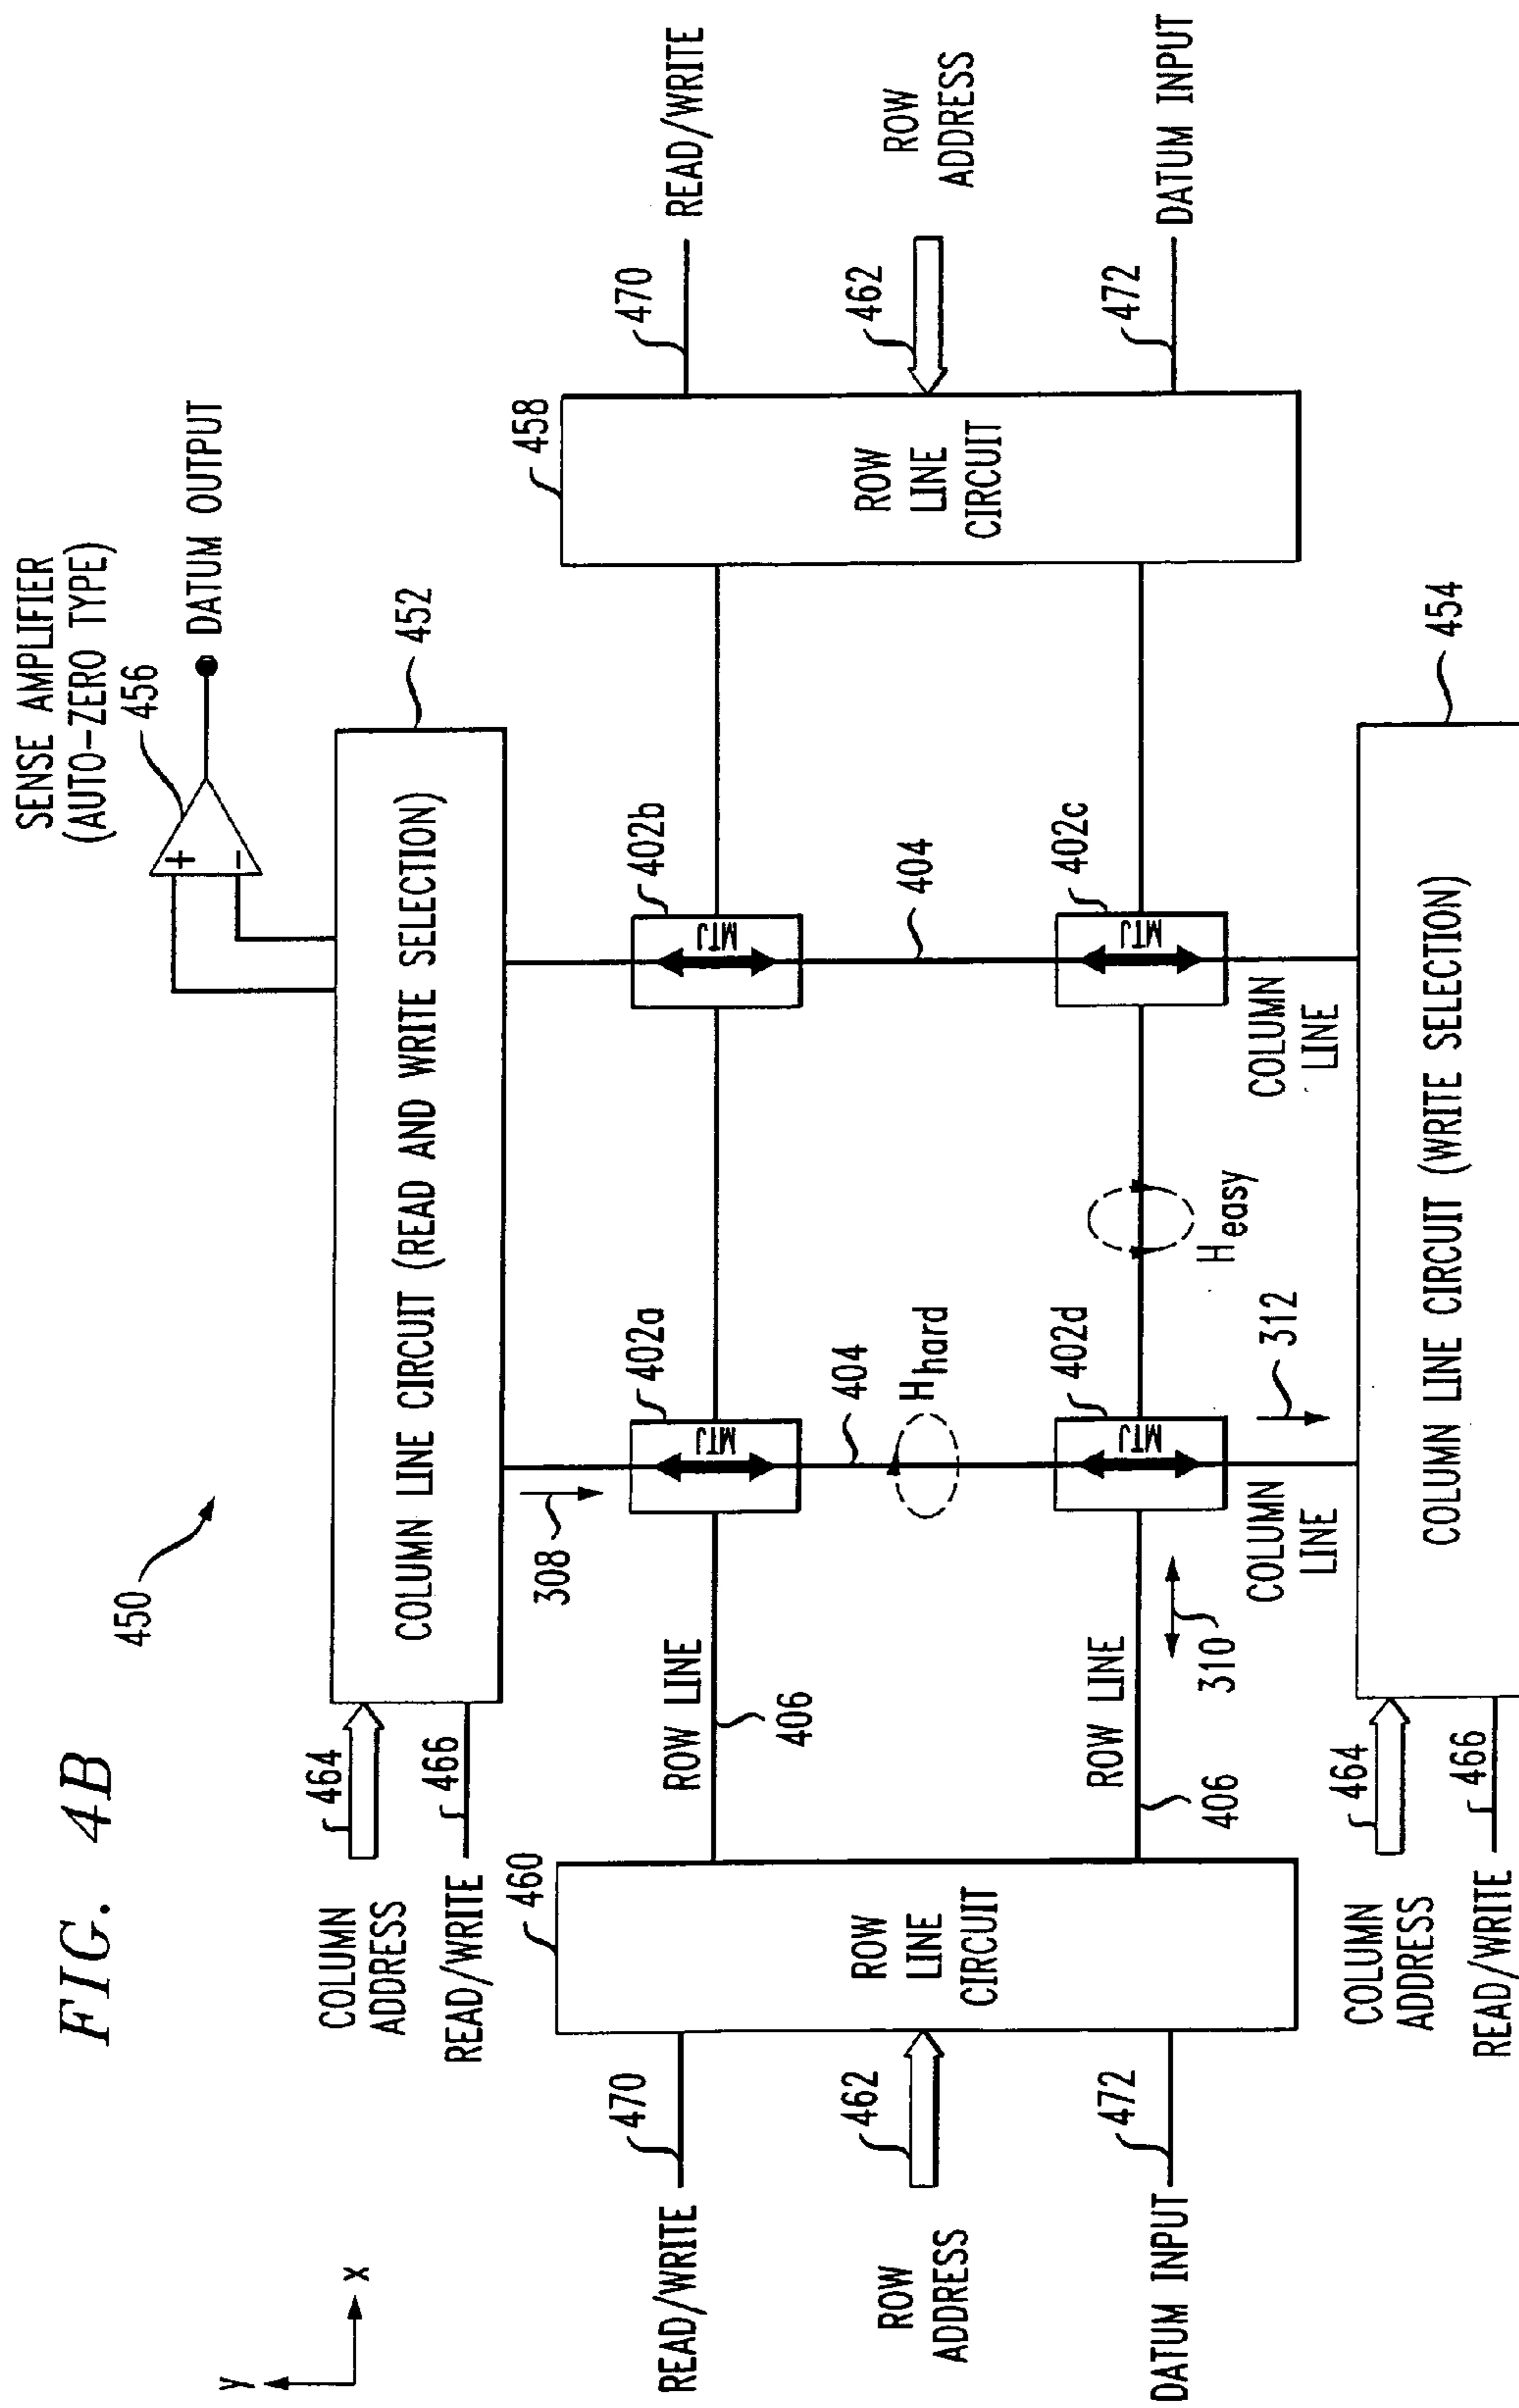 FIG. 4B
450
SENSE AMPLIFIER
(AUTO-ZERO TYPE)
456
DATUM OUTPUT
y
x
COLUMN
ADDRESS
464
READ/WRITE
466
COLUMN LINE CIRCUIT (READ AND WRITE SELECTION)
452
308
402a
MTJ
402b
MTJ
ROW LINE
406
404
Hhard
404
READ/WRITE
470
ROW
ADDRESS
462
DATUM INPUT
472
460
ROW
LINE
CIRCUIT
458
ROW
LINE
CIRCUIT
470
READ/WRITE
462
ROW
ADDRESS
472
DATUM INPUT
ROW LINE
406
310
402d
MTJ
Heasy
402c
MTJ
COLUMN
LINE
312
COLUMN
LINE
454
COLUMN
ADDRESS
464
READ/WRITE
466
COLUMN LINE CIRCUIT (WRITE SELECTION)